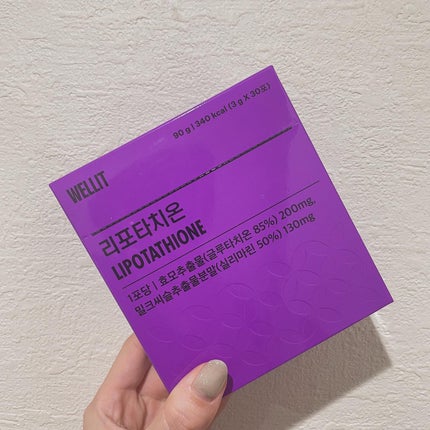 90 g | 340 kcal (3 g X 30포)
WELLIT
리포타치온
LIPOTATHIONE
1포당 | 효모추출물(글루타치온 85%) 200mg,
밀크씨슬추출물분말(실리마린 50%) 130mg